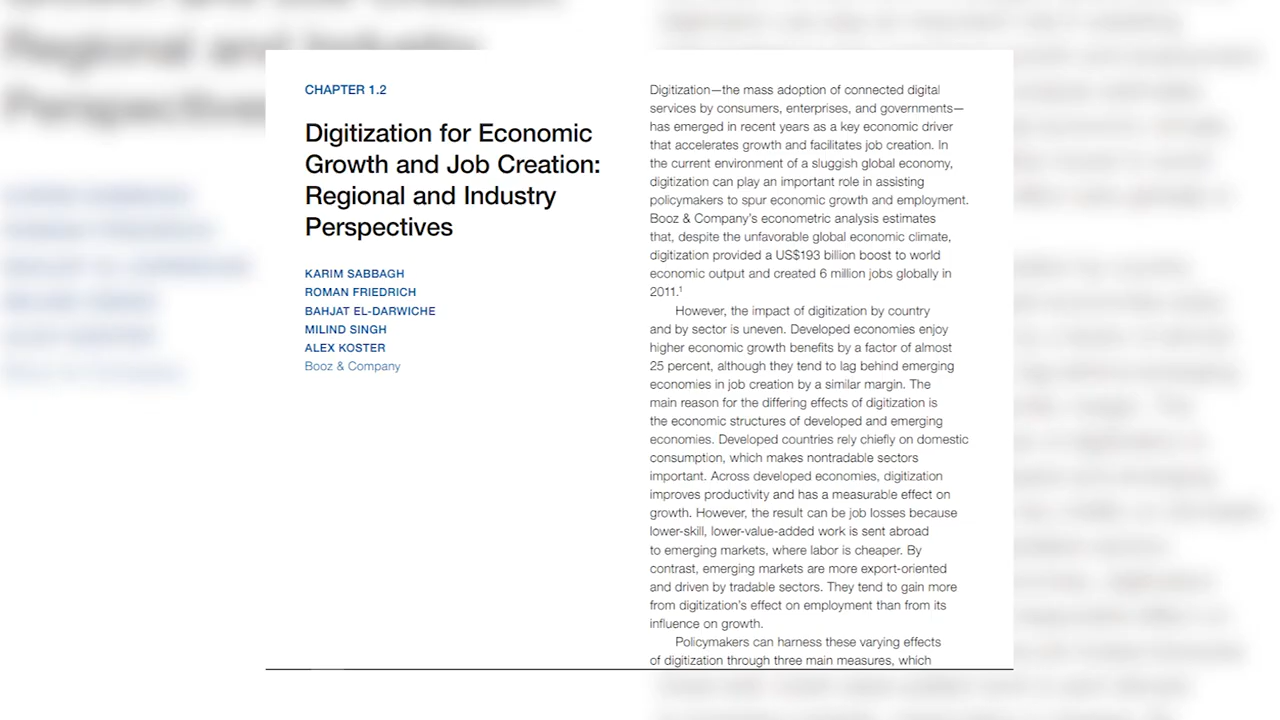 CHAPTER 1.2
Digitization for Economic
Growth and Job Creation:
Regional and Industry
Perspectives
KARIM SABBAGH
ROMAN FRIEDRICH
BAHJAT EL-DARWICHE
MILIND SINGH
ALEX KOSTER
Booz & Company
Digitization—the mass adoption of connected digital
services by consumers, enterprises, and governments—
has emerged in recent years as a key economic driver
that accelerates growth and facilitates job creation. In
the current environment of a sluggish global economy,
digitization can play an important role in assisting
policymakers to spur economic growth and employment.
Booz & Company's econometric analysis estimates
that, despite the unfavorable global economic climate,
digitization provided a US$193 billion boost to world
economic output and created 6 million jobs globally in
2011.¹
However, the impact of digitization by country
and by sector is uneven. Developed economies enjoy
higher economic growth benefits by a factor of almost
25 percent, although they tend to lag behind emerging
economies in job creation by a similar margin. The
main reason for the differing effects of digitization is
the economic structures of developed and emerging
economies. Developed countries rely chiefly on domestic
consumption, which makes nontradable sectors
important. Across developed economies, digitization
improves productivity and has a measurable effect on
growth. However, the result can be job losses because
lower-skill, lower-value-added work is sent abroad
to emerging markets, where labor is cheaper. By
contrast, emerging markets are more export-oriented
and driven by tradable sectors. They tend to gain more
from digitization's effect on employment than from its
influence on growth.
Policymakers can harness these varying effects
of digitization through three main measures, which